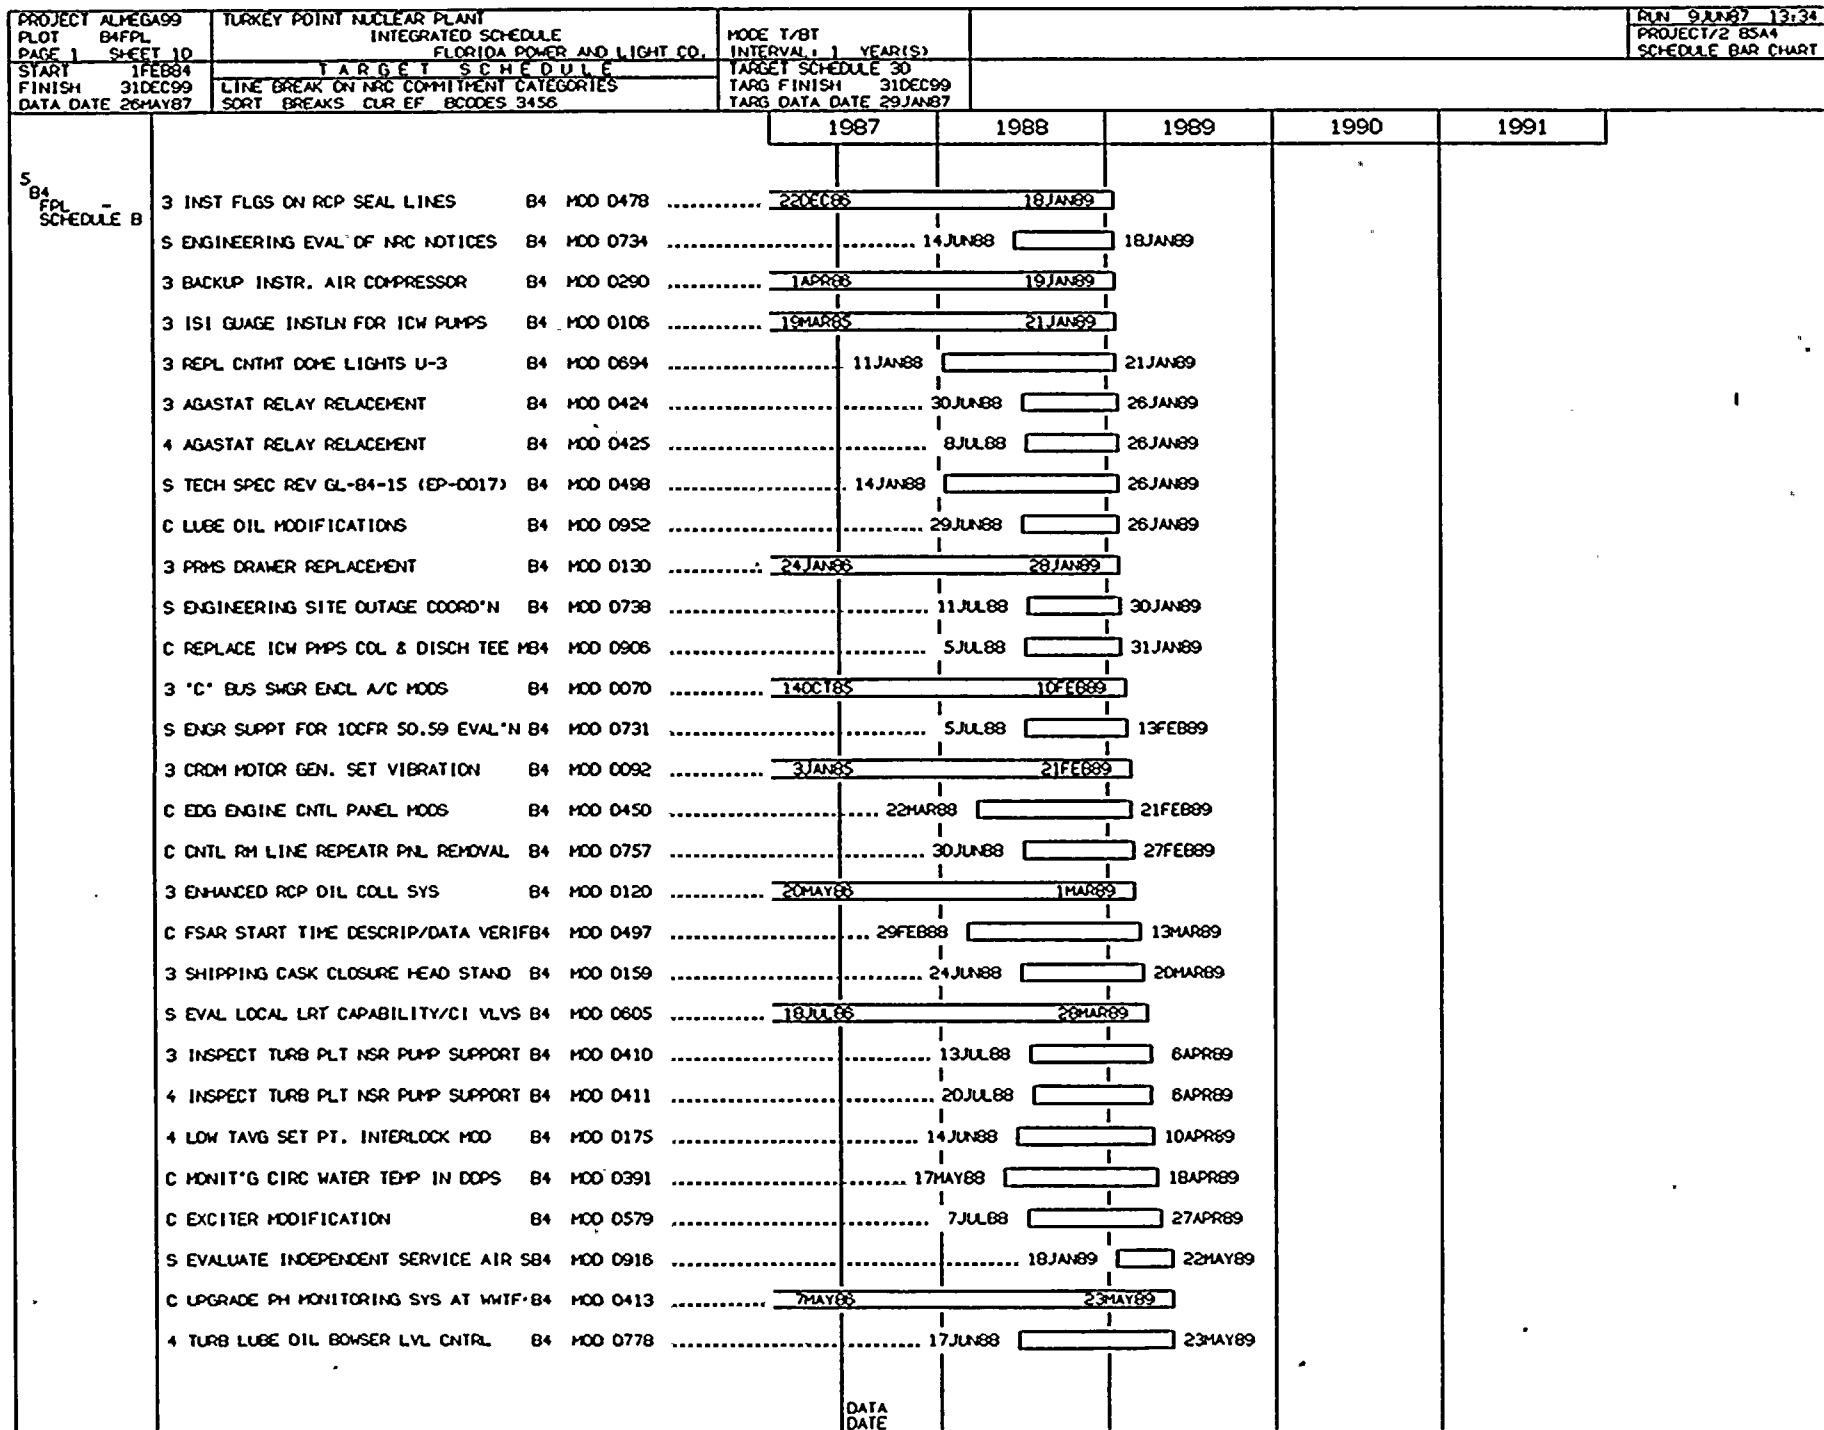 PROJECT ALMEGA99
PLOT B4FPL
PAGE 1 SHEET 10
START 1FEB84
FINISH 31DEC99
DATA DATE 26MAY87
TURKEY POINT NUCLEAR PLANT
INTEGRATED SCHEDULE
FLORIDA POWER AND LIGHT CO.
TARGET SCHEDULE
LINE BREAK ON NRC COMMITMENT CATEGORIES
SORT BREAKS CUR EF BCODES 3456
MODE T/BT
INTERVAL: 1 YEAR(S)
TARGET SCHEDULE 30
TARG FINISH 31DEC99
TARG DATA DATE 29JAN87
RUN 9JUN87 13:34
PROJECT/2 85A4
SCHEDULE BAR CHART
1987 1988 1989 1990 1991
S
B4
FPL -
SCHEDULE B
3 INST FLGS ON RCP SEAL LINES B4 MOD 0478 ............ 22DEC86 18JAN89
S ENGINEERING EVAL OF NRC NOTICES B4 MOD 0734 ............ 14JUN88 18JAN89
3 BACKUP INSTR. AIR COMPRESSOR B4 MOD 0290 ............ 1APR86 19JAN89
3 ISI GUAGE INSTLN FOR ICW PUMPS B4 MOD 0106 ............ 19MAR85 21JAN89
3 REPL CNTMT DOME LIGHTS U-3 B4 MOD 0694 ............ 11JAN88 21JAN89
3 AGASTAT RELAY RELACEMENT B4 MOD 0424 ............ 30JUN88 26JAN89
4 AGASTAT RELAY RELACEMENT B4 MOD 0425 ............ 8JUL88 26JAN89
S TECH SPEC REV GL-84-15 (EP-0017) B4 MOD 0498 ............ 14JAN88 26JAN89
C LUBE OIL MODIFICATIONS B4 MOD 0952 ............ 29JUN88 26JAN89
3 PRMS DRAWER REPLACEMENT B4 MOD 0130 ............ 24JAN86 28JAN89
S ENGINEERING SITE OUTAGE COORD'N B4 MOD 0738 ............ 11JUL88 30JAN89
C REPLACE ICW PMPS COL & DISCH TEE MB4 MOD 0906 ............ 5JUL88 31JAN89
3 "C" BUS SWGR ENCL A/C MODS B4 MOD 0070 ............ 14OCT85 10FEB89
S ENGR SUPPT FOR 10CFR 50.59 EVAL'N B4 MOD 0731 ............ 5JUL88 13FEB89
3 CRDM MOTOR GEN. SET VIBRATION B4 MOD 0092 ............ 3JAN85 21FEB89
C EDG ENGINE CNTL PANEL MODS B4 MOD 0450 ............ 22MAR88 21FEB89
C CNTL RM LINE REPEATR PNL REMOVAL B4 MOD 0757 ............ 30JUN88 27FEB89
3 ENHANCED RCP OIL COLL SYS B4 MOD 0120 ............ 20MAY86 1MAR89
C FSAR START TIME DESCRIP/DATA VERIFB4 MOD 0497 ............ 29FEB88 13MAR89
3 SHIPPING CASK CLOSURE HEAD STAND B4 MOD 0159 ............ 24JUN88 20MAR89
S EVAL LOCAL LRT CAPABILITY/CI VLVS B4 MOD 0605 ............ 18JUL86 28MAR89
3 INSPECT TURB PLT NSR PUMP SUPPORT B4 MOD 0410 ............ 13JUL88 6APR89
4 INSPECT TURB PLT NSR PUMP SUPPORT B4 MOD 0411 ............ 20JUL88 6APR89
4 LOW TAVG SET PT. INTERLOCK MOD B4 MOD 0175 ............ 14JUN88 10APR89
C MONIT'G CIRC WATER TEMP IN DDPS B4 MOD 0391 ............ 17MAY88 18APR89
C EXCITER MODIFICATION B4 MOD 0579 ............ 7JUL88 27APR89
S EVALUATE INDEPENDENT SERVICE AIR SB4 MOD 0916 ............ 18JAN89 22MAY89
C UPGRADE PH MONITORING SYS AT WWTF B4 MOD 0413 ............ 7MAY86 23MAY89
4 TURB LUBE OIL BOWSER LVL CNTRL B4 MOD 0778 ............ 17JUN88 23MAY89
DATA
DATE